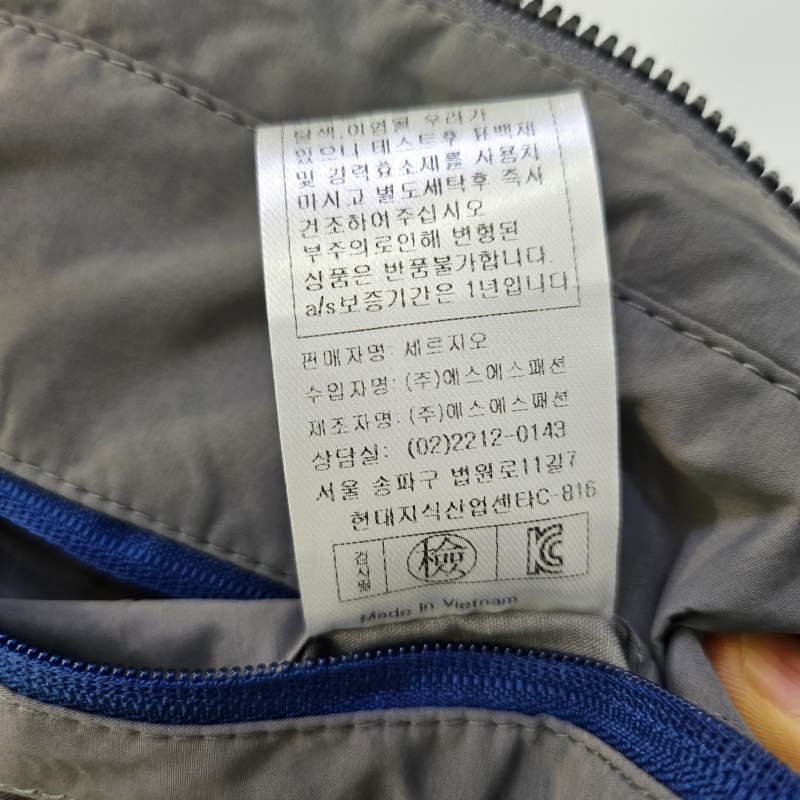 탈색,이염될 우려가
있으니 테스트후 표백제
및 강력효소세제를 사용치
마시고 별도세탁후 즉사
건조하여주십시오
부주의로인해 변형된
상품은 반품불가합니다.
a/s보증기간은 1년입니다.
판매자명: 세르지오
수입자명: (주)에스에스패션
제조자명: (주)에스에스패션
상담실: (02)2212-0143
서울 송파구 법원로11길7
현대지식산업센타C-816
검사필 檢 KC
Made In Vietnam